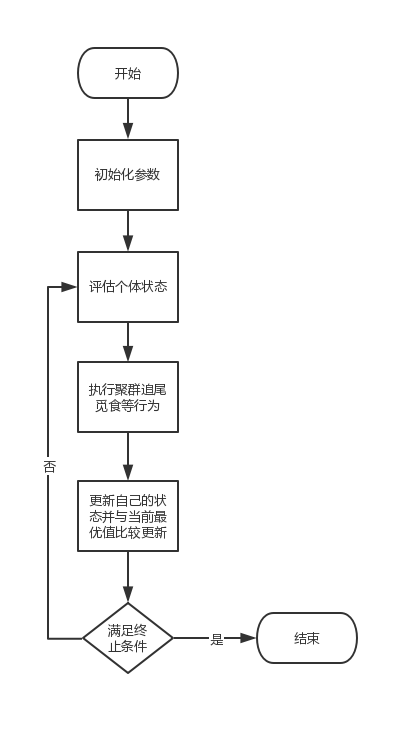 开始
初始化参数
评估个体状态
执行聚群追尾
觅食等行为
否
更新自己的状
态并与当前最
优值比较更新
满足终
止条件
是
结束